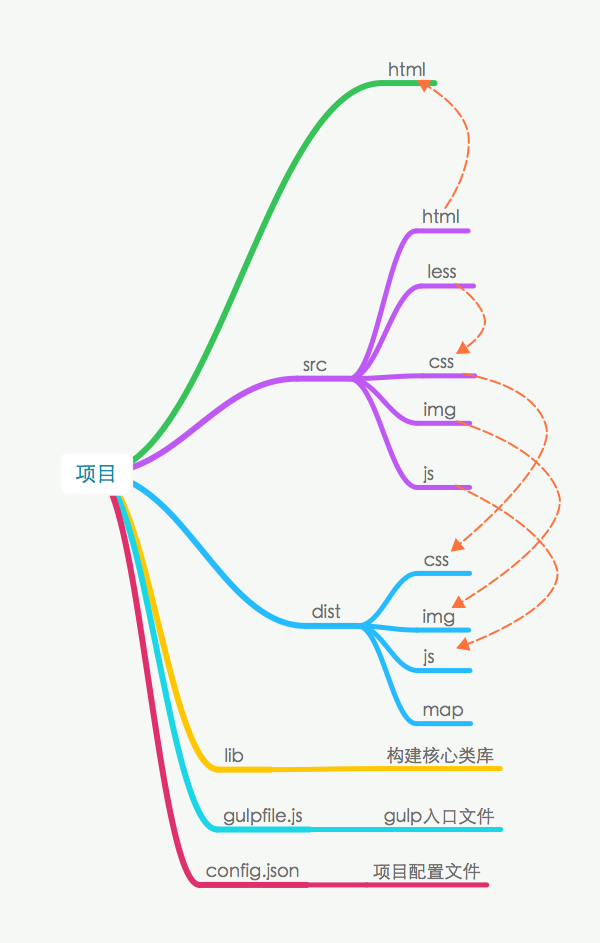 html
html
less
src
css
img
js
项目
css
dist
img
js
map
lib
构建核心类库
gulpfile.js
gulp入口文件
config.json
项目配置文件